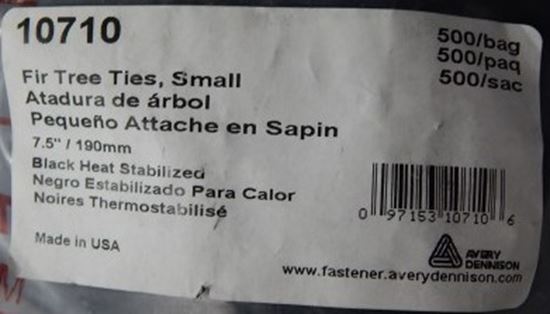 10710
500/bag
500/paq
500/sac
Fir Tree Ties, Small
Atadura de árbol
Pequeño Attache en Sapin
7.5" / 190mm
Black Heat Stabilized
Negro Estabilizado Para Calor
Noires Thermostabilisé
0 97153 10710 6
Made in USA
AVERY
DENNISON
www.fastener.averydennison.com